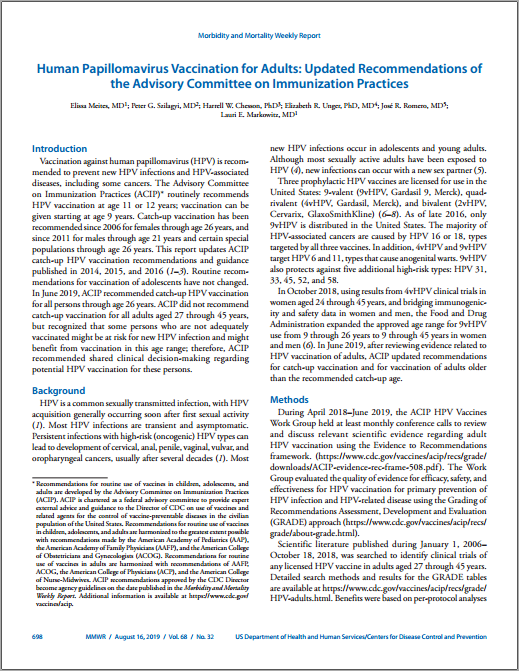 Morbidity and Mortality Weekly Report
Human Papillomavirus Vaccination for Adults: Updated Recommendations of
the Advisory Committee on Immunization Practices
Elissa Meites, MD1; Peter G. Szilagyi, MD2; Harrell W. Chesson, PhD3; Elizabeth R. Unger, PhD, MD4; José R. Romero, MD5;
Lauri E. Markowitz, MD1
Introduction
Vaccination against human papillomavirus (HPV) is recom-
mended to prevent new HPV infections and HPV-associated
diseases, including some cancers. The Advisory Committee
on Immunization Practices (ACIP)* routinely recommends
HPV vaccination at age 11 or 12 years; vaccination can be
given starting at age 9 years. Catch-up vaccination has been
recommended since 2006 for females through age 26 years, and
since 2011 for males through age 21 years and certain special
populations through age 26 years. This report updates ACIP
catch-up HPV vaccination recommendations and guidance
published in 2014, 2015, and 2016 (1–3). Routine recom-
mendations for vaccination of adolescents have not changed.
In June 2019, ACIP recommended catch-up HPV vaccination
for all persons through age 26 years. ACIP did not recommend
catch-up vaccination for all adults aged 27 through 45 years,
but recognized that some persons who are not adequately
vaccinated might be at risk for new HPV infection and might
benefit from vaccination in this age range; therefore, ACIP
recommended shared clinical decision-making regarding
potential HPV vaccination for these persons.
Background
HPV is a common sexually transmitted infection, with HPV
acquisition generally occurring soon after first sexual activity
(1). Most HPV infections are transient and asymptomatic.
Persistent infections with high-risk (oncogenic) HPV types can
lead to development of cervical, anal, penile, vaginal, vulvar, and
oropharyngeal cancers, usually after several decades (1). Most
* Recommendations for routine use of vaccines in children, adolescents, and
adults are developed by the Advisory Committee on Immunization Practices
(ACIP). ACIP is chartered as a federal advisory committee to provide expert
external advice and guidance to the Director of CDC on use of vaccines and
related agents for the control of vaccine-preventable diseases in the civilian
population of the United States. Recommendations for routine use of vaccines
in children, adolescents, and adults are harmonized to the greatest extent possible
with recommendations made by the American Academy of Pediatrics (AAP),
the American Academy of Family Physicians (AAFP), and the American College
of Obstetricians and Gynecologists (ACOG). Recommendations for routine
use of vaccines in adults are harmonized with recommendations of AAFP,
ACOG, the American College of Physicians (ACP), and the American College
of Nurse-Midwives. ACIP recommendations approved by the CDC Director
become agency guidelines on the date published in the Morbidity and Mortality
Weekly Report. Additional information is available at https://www.cdc.gov/
vaccines/acip.
new HPV infections occur in adolescents and young adults.
Although most sexually active adults have been exposed to
HPV (4), new infections can occur with a new sex partner (5).
Three prophylactic HPV vaccines are licensed for use in the
United States: 9-valent (9vHPV, Gardasil 9, Merck), quad-
rivalent (4vHPV, Gardasil, Merck), and bivalent (2vHPV,
Cervarix, GlaxoSmithKline) (6–8). As of late 2016, only
9vHPV is distributed in the United States. The majority of
HPV-associated cancers are caused by HPV 16 or 18, types
targeted by all three vaccines. In addition, 4vHPV and 9vHPV
target HPV 6 and 11, types that cause anogenital warts. 9vHPV
also protects against five additional high-risk types: HPV 31,
33, 45, 52, and 58.
In October 2018, using results from 4vHPV clinical trials in
women aged 24 through 45 years, and bridging immunogenic-
ity and safety data in women and men, the Food and Drug
Administration expanded the approved age range for 9vHPV
use from 9 through 26 years to 9 through 45 years in women
and men (6). In June 2019, after reviewing evidence related to
HPV vaccination of adults, ACIP updated recommendations
for catch-up vaccination and for vaccination of adults older
than the recommended catch-up age.
Methods
During April 2018–June 2019, the ACIP HPV Vaccines
Work Group held at least monthly conference calls to review
and discuss relevant scientific evidence regarding adult
HPV vaccination using the Evidence to Recommendations
framework. (https://www.cdc.gov/vaccines/acip/recs/grade/
downloads/ACIP-evidence-rec-frame-508.pdf). The Work
Group evaluated the quality of evidence for efficacy, safety, and
effectiveness for HPV vaccination for primary prevention of
HPV infection and HPV-related disease using the Grading of
Recommendations Assessment, Development and Evaluation
(GRADE) approach (https://www.cdc.gov/vaccines/acip/recs/
grade/about-grade.html).
Scientific literature published during January 1, 2006–
October 18, 2018, was searched to identify clinical trials of
any licensed HPV vaccine in adults aged 27 through 45 years.
Detailed search methods and results for the GRADE tables
are available at https://www.cdc.gov/vaccines/acip/recs/grade/
HPV-adults.html. Benefits were based on per-protocol analyses
698 MMWR / August 16, 2019 / Vol. 68 / No. 32 US Department of Health and Human Services/Centers for Disease Control and Prevention